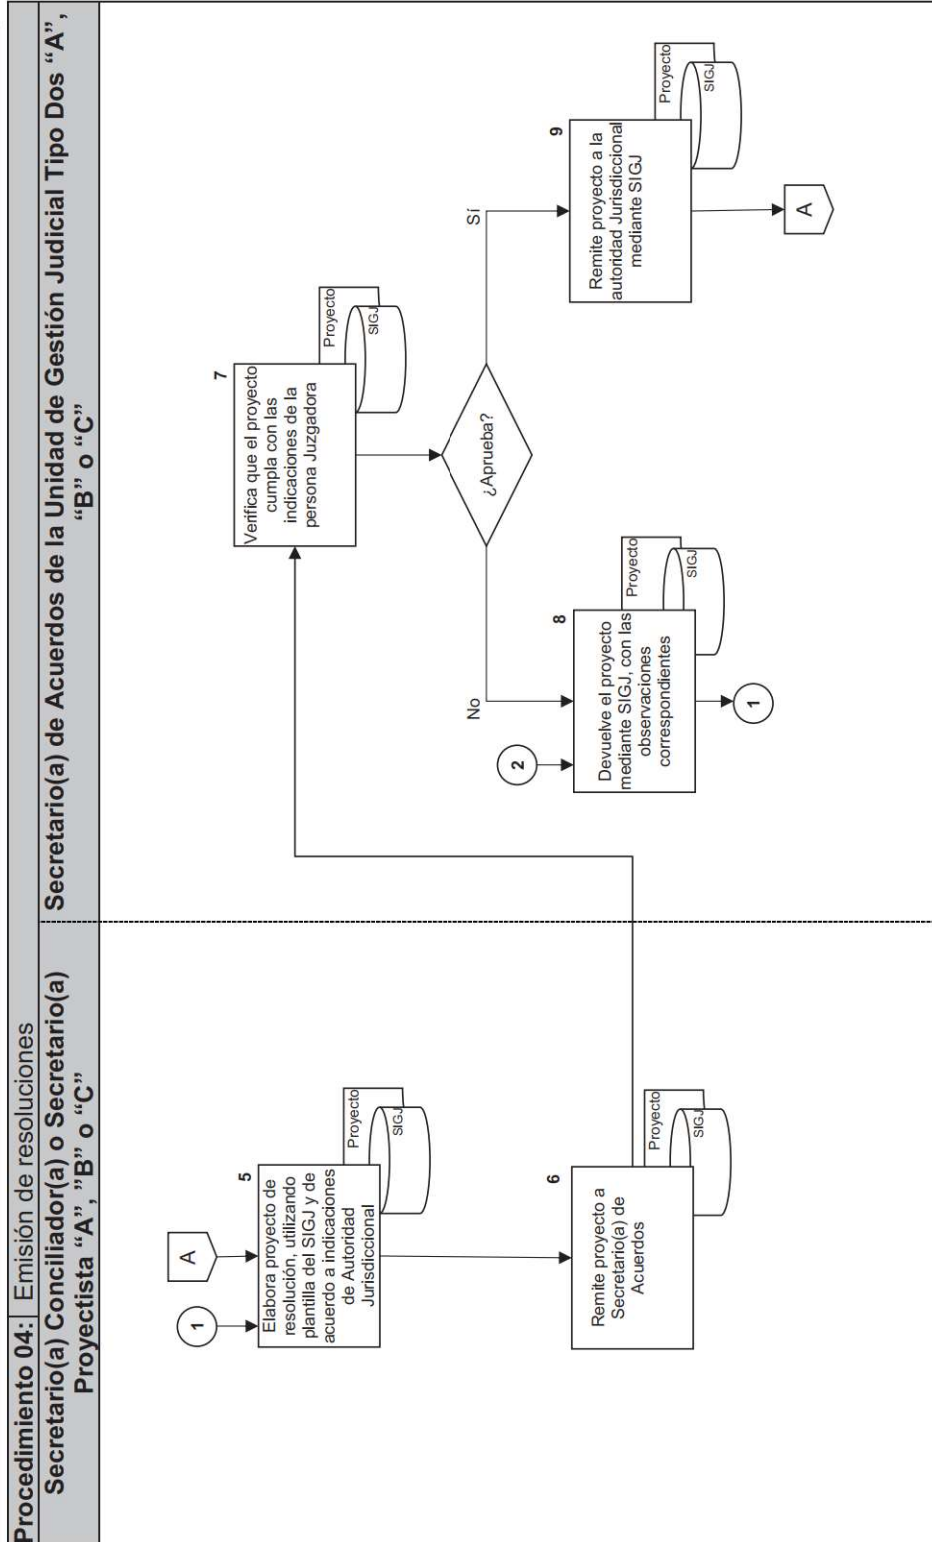 Procedimiento 04: Emisión de resoluciones
Secretario(a) Conciliador(a) o Secretario(a)
Proyectista “A”, ”B” o “C”
Secretario(a) de Acuerdos de la Unidad de Gestión Judicial Tipo Dos “A”,
“B” o “C”
1
A
5
Elabora proyecto de
resolución, utilizando
plantilla del SIGJ y de
acuerdo a indicaciones
de Autoridad
Jurisdiccional
Proyecto
SIGJ
6
Remite proyecto a
Secretario(a) de
Acuerdos
Proyecto
SIGJ
7
Verifica que el proyecto
cumpla con las
indicaciones de la
persona Juzgadora
Proyecto
SIGJ
¿Aprueba?
No
Sí
2
8
Devuelve el proyecto
mediante SIGJ, con las
observaciones
correspondientes
Proyecto
SIGJ
1
9
Remite proyecto a la
autoridad Jurisdiccional
mediante SIGJ
Proyecto
SIGJ
A